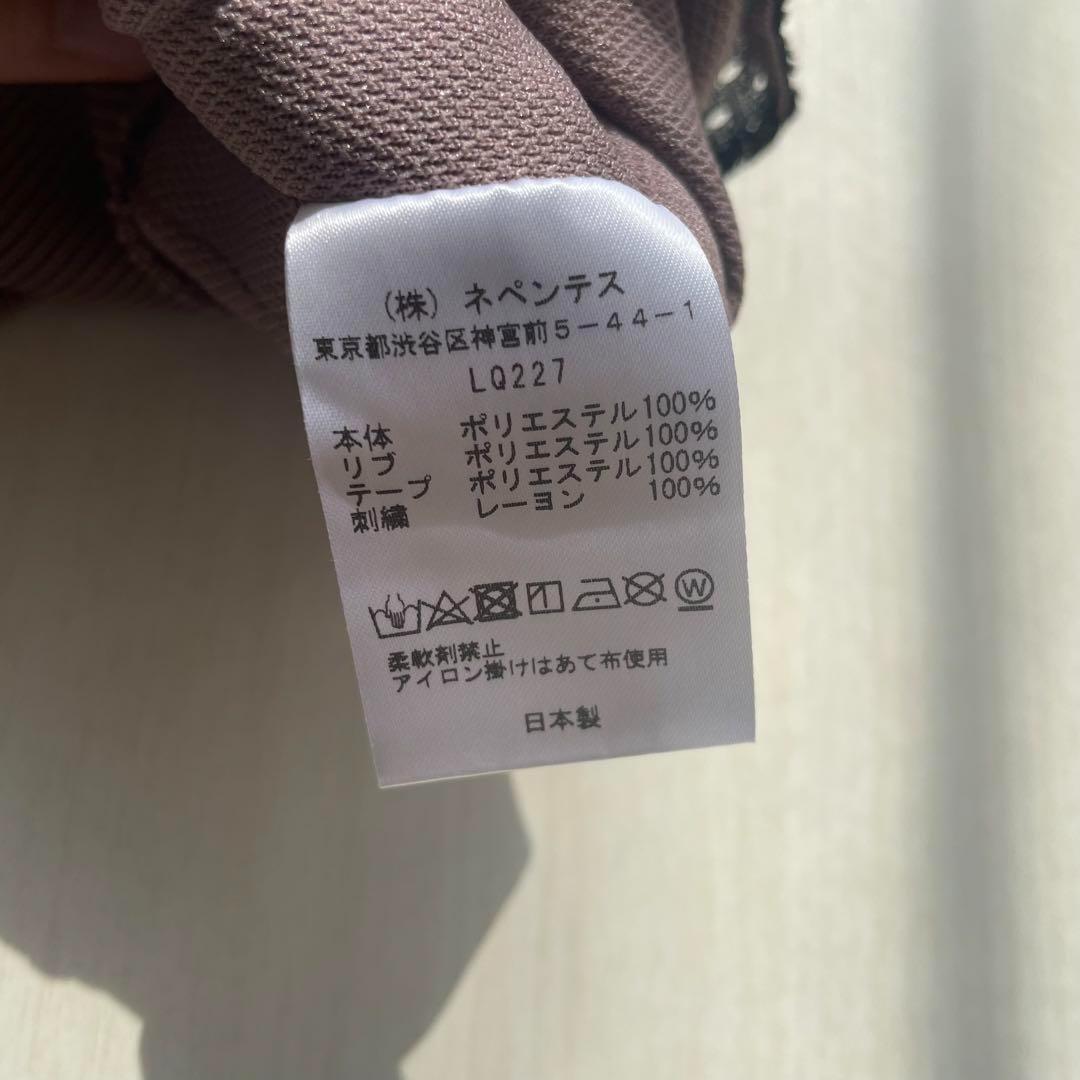 (株) ネペンテス
東京都渋谷区神宮前5-44-1
LQ227
本体 ポリエステル100%
リブ ポリエステル100%
テープ ポリエステル100%
刺繍 レーヨン 100%
W
柔軟剤禁止
アイロン掛けはあて布使用
日本製